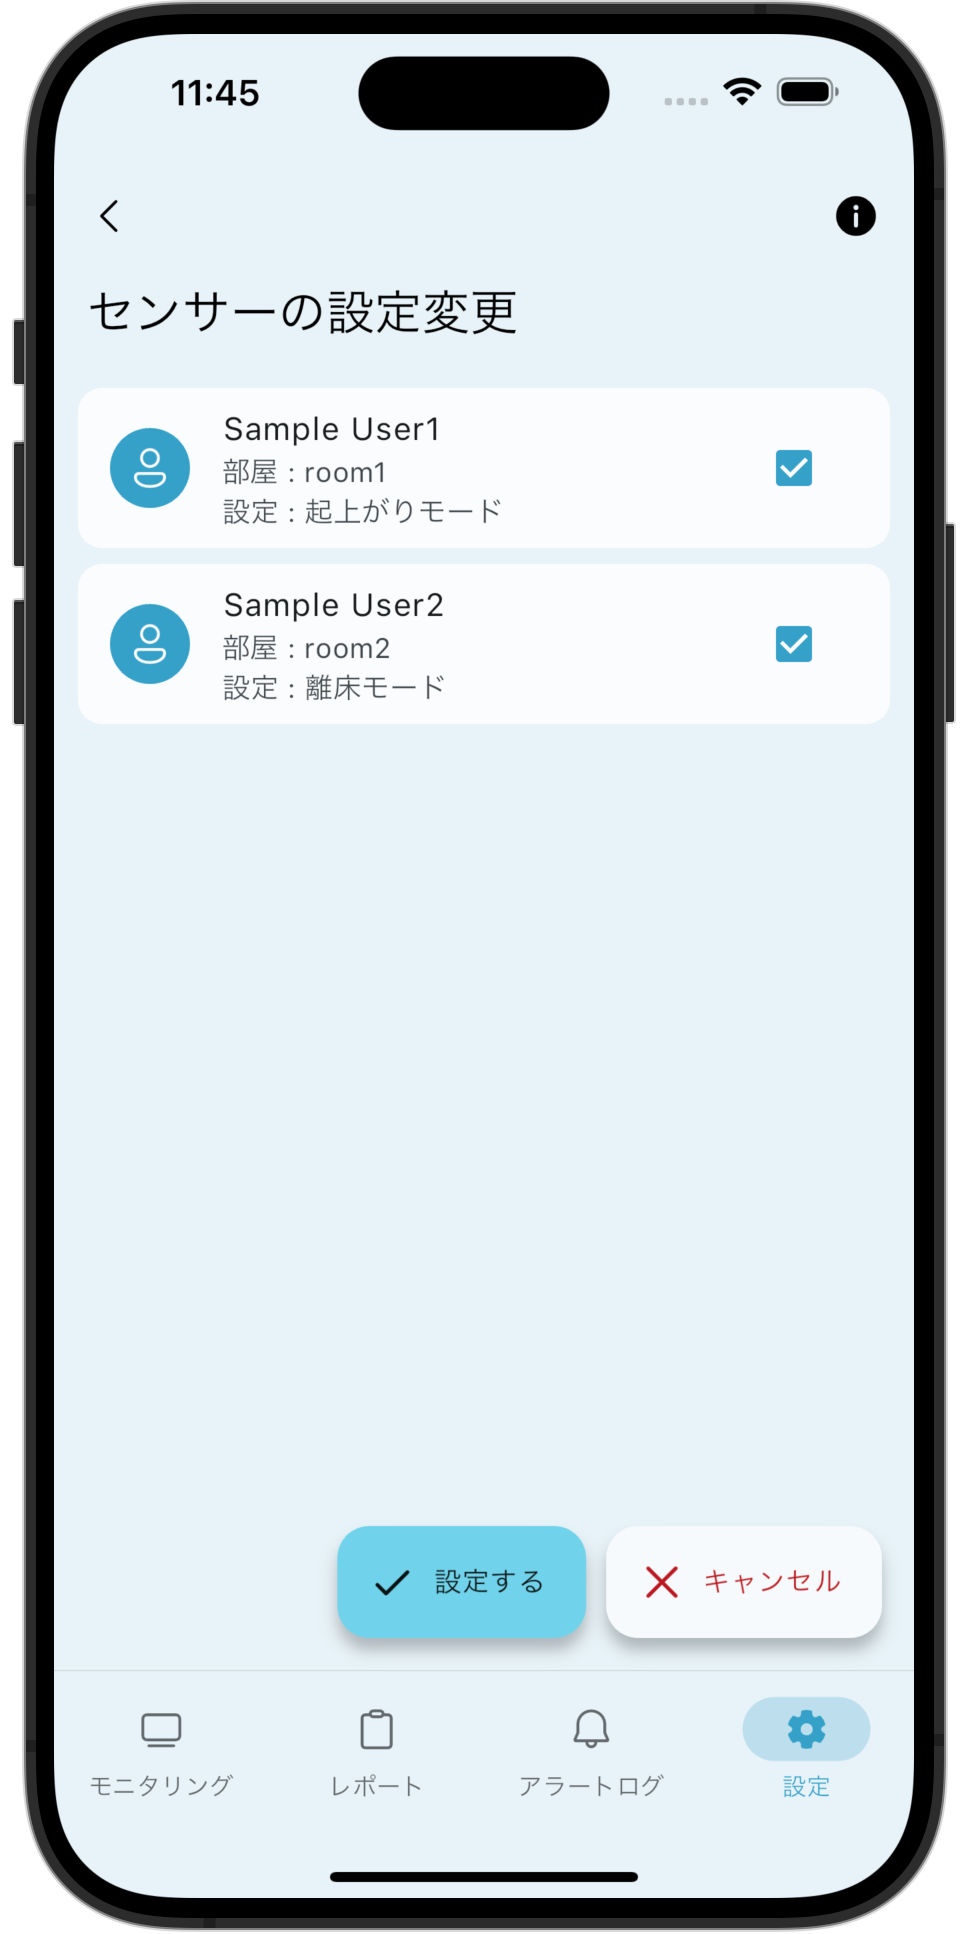 11:45
センサーの設定変更
Sample User1
部屋 : room1
設定 : 起上がりモード
Sample User2
部屋 : room2
設定 : 離床モード
設定する
キャンセル
モニタリング
レポート
アラートログ
設定